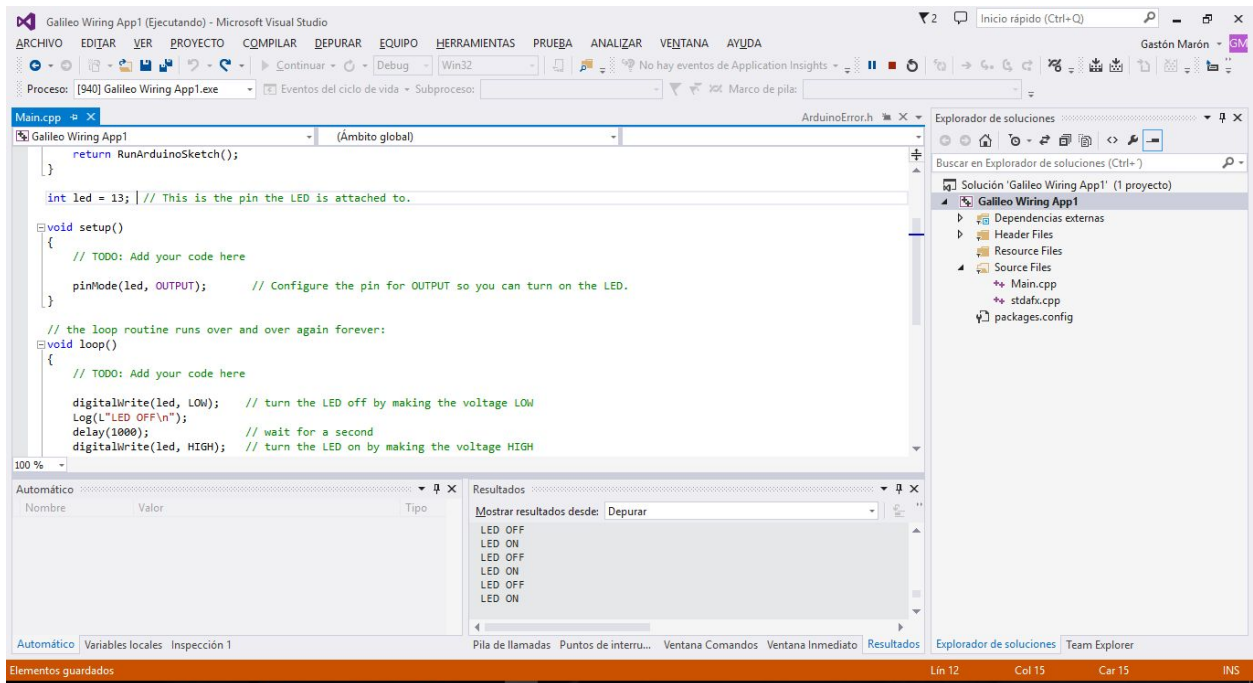 Galileo Wiring App1 (Ejecutando) - Microsoft Visual Studio
2
Inicio rápido (Ctrl+Q)
ARCHIVO EDITAR VER PROYECTO COMPILAR DEPURAR EQUIPO HERRAMIENTAS PRUEBA ANALIZAR VENTANA AYUDA
Gastón Marón GM
Continuar Debug Win32 No hay eventos de Application Insights
Proceso: [940] Galileo Wiring App1.exe Eventos del ciclo de vida Subproceso: Marco de pila:
Main.cpp ArduinoError.h
Galileo Wiring App1 (Ámbito global)
return RunArduinoSketch();
}
int led = 13; // This is the pin the LED is attached to.
void setup()
{
// TODO: Add your code here
pinMode(led, OUTPUT); // Configure the pin for OUTPUT so you can turn on the LED.
}
// the loop routine runs over and over again forever:
void loop()
{
// TODO: Add your code here
digitalWrite(led, LOW); // turn the LED off by making the voltage LOW
Log(L"LED OFF\n");
delay(1000); // wait for a second
digitalWrite(led, HIGH); // turn the LED on by making the voltage HIGH
100 %
Automático
Nombre Valor Tipo
Automático Variables locales Inspección 1
Resultados
Mostrar resultados desde: Depurar
LED OFF
LED ON
LED OFF
LED ON
LED OFF
LED ON
Pila de llamadas Puntos de interru... Ventana Comandos Ventana Inmediato Resultados
Explorador de soluciones
Buscar en Explorador de soluciones (Ctrl+´)
Solución 'Galileo Wiring App1' (1 proyecto)
Galileo Wiring App1
Dependencias externas
Header Files
Resource Files
Source Files
Main.cpp
stdafx.cpp
packages.config
Explorador de soluciones Team Explorer
Elementos guardados Lín 12 Col 15 Car 15 INS